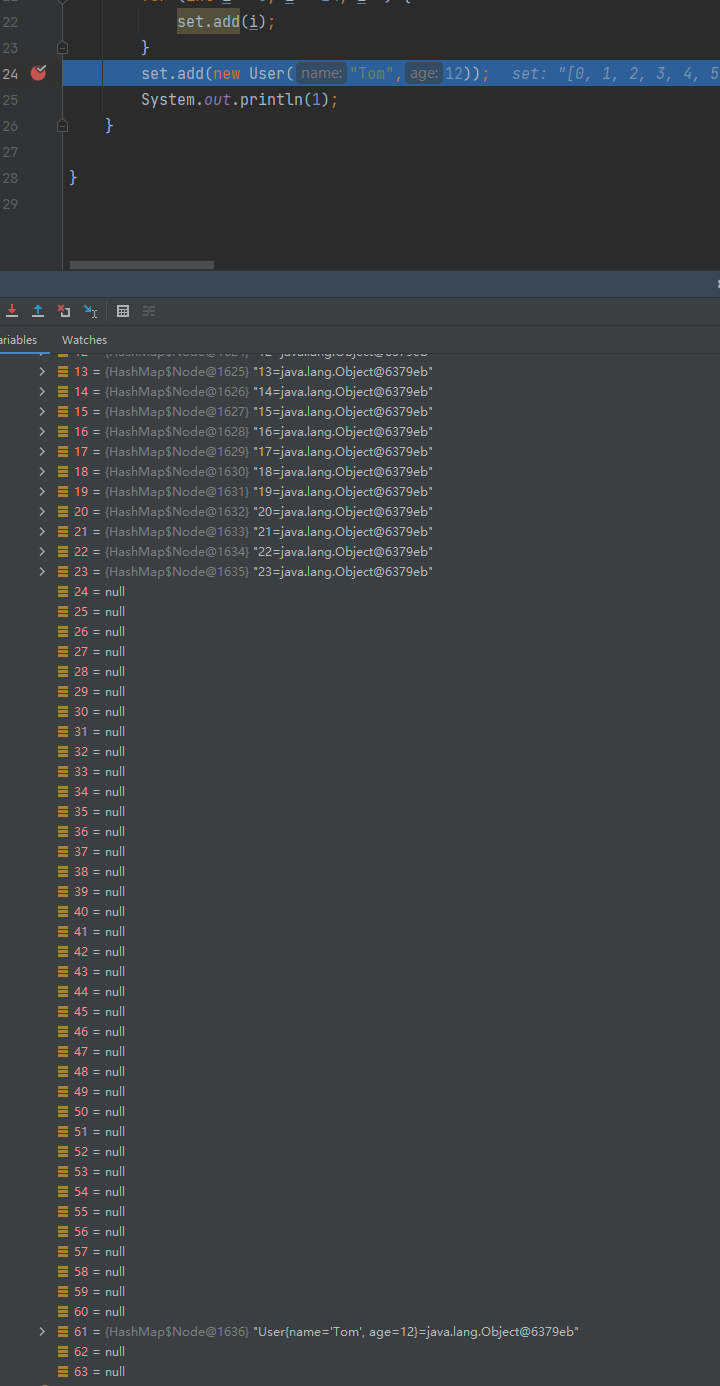 22 set.add(i);
23 }
24 set.add(new User( name: "Tom", age: 12)); set: "[0, 1, 2, 3, 4, 5
25 System.out.println(1);
26 }
27
28 }
29
ariables Watches
13 = {HashMap$Node@1625} "13=java.lang.Object@6379eb"
14 = {HashMap$Node@1626} "14=java.lang.Object@6379eb"
15 = {HashMap$Node@1627} "15=java.lang.Object@6379eb"
16 = {HashMap$Node@1628} "16=java.lang.Object@6379eb"
17 = {HashMap$Node@1629} "17=java.lang.Object@6379eb"
18 = {HashMap$Node@1630} "18=java.lang.Object@6379eb"
19 = {HashMap$Node@1631} "19=java.lang.Object@6379eb"
20 = {HashMap$Node@1632} "20=java.lang.Object@6379eb"
21 = {HashMap$Node@1633} "21=java.lang.Object@6379eb"
22 = {HashMap$Node@1634} "22=java.lang.Object@6379eb"
23 = {HashMap$Node@1635} "23=java.lang.Object@6379eb"
24 = null
25 = null
26 = null
27 = null
28 = null
29 = null
30 = null
31 = null
32 = null
33 = null
34 = null
35 = null
36 = null
37 = null
38 = null
39 = null
40 = null
41 = null
42 = null
43 = null
44 = null
45 = null
46 = null
47 = null
48 = null
49 = null
50 = null
51 = null
52 = null
53 = null
54 = null
55 = null
56 = null
57 = null
58 = null
59 = null
60 = null
61 = {HashMap$Node@1636} "User{name='Tom', age=12}=java.lang.Object@6379eb"
62 = null
63 = null